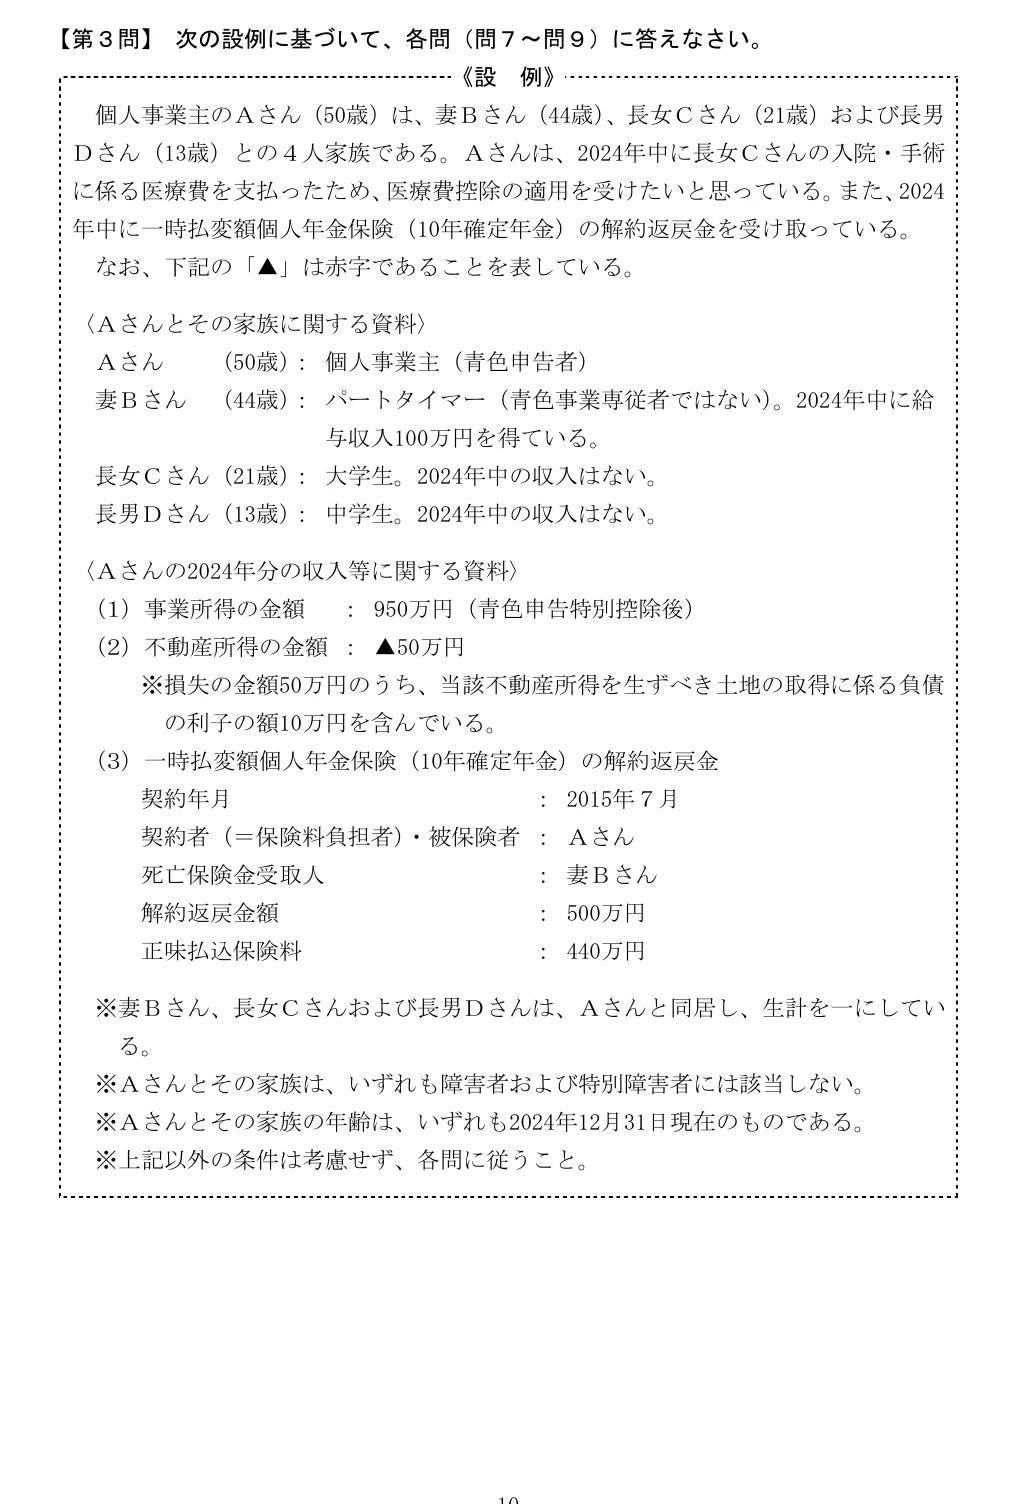 【第３問】 次の設例に基づいて、各問（問７～問９）に答えなさい。
《設　例》
個人事業主のＡさん（50歳）は、妻Ｂさん（44歳）、長女Ｃさん（21歳）および長男
Ｄさん（13歳）との４人家族である。Ａさんは、2024年中に長女Ｃさんの入院・手術
に係る医療費を支払ったため、医療費控除の適用を受けたいと思っている。また、2024
年中に一時払変額個人年金保険（10年確定年金）の解約返戻金を受け取っている。
なお、下記の「▲」は赤字であることを表している。
〈Ａさんとその家族に関する資料〉
Ａさん　　（50歳）： 個人事業主（青色申告者）
妻Ｂさん　（44歳）： パートタイマー（青色事業専従者ではない）。2024年中に給
与収入100万円を得ている。
長女Ｃさん（21歳）： 大学生。2024年中の収入はない。
長男Ｄさん（13歳）： 中学生。2024年中の収入はない。
〈Ａさんの2024年分の収入等に関する資料〉
（1）事業所得の金額　： 950万円（青色申告特別控除後）
（2）不動産所得の金額 ： ▲50万円
※損失の金額50万円のうち、当該不動産所得を生ずべき土地の取得に係る負債
の利子の額10万円を含んでいる。
（3）一時払変額個人年金保険（10年確定年金）の解約返戻金
契約年月 ： 2015年７月
契約者（＝保険料負担者）・被保険者 ： Ａさん
死亡保険金受取人 ： 妻Ｂさん
解約返戻金額 ： 500万円
正味払込保険料 ： 440万円
※妻Ｂさん、長女Ｃさんおよび長男Ｄさんは、Ａさんと同居し、生計を一にしてい
る。
※Ａさんとその家族は、いずれも障害者および特別障害者には該当しない。
※Ａさんとその家族の年齢は、いずれも2024年12月31日現在のものである。
※上記以外の条件は考慮せず、各問に従うこと。
10